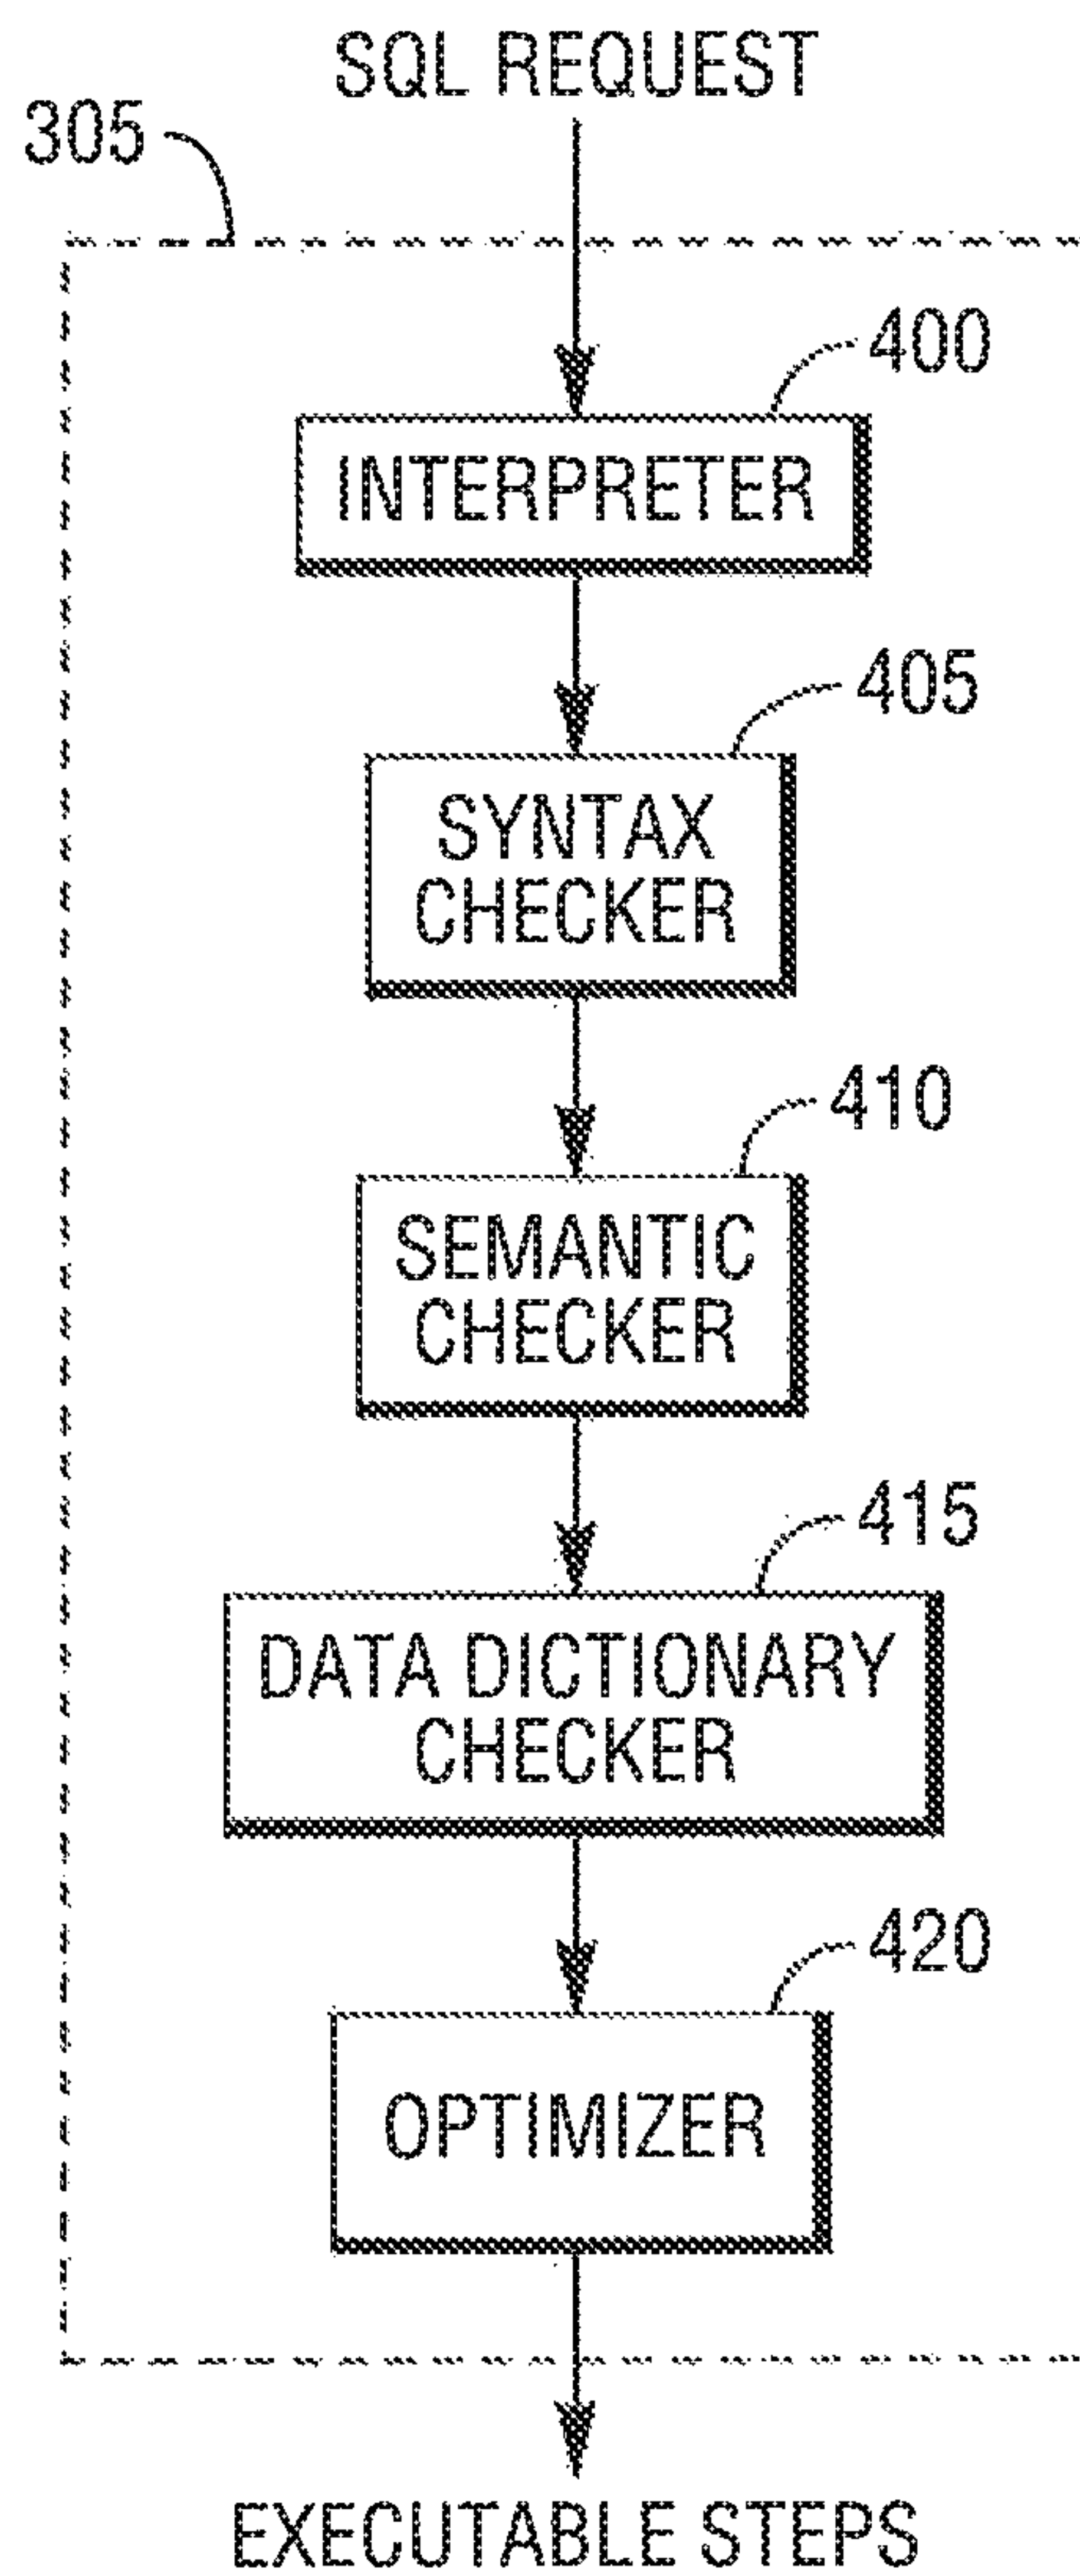 SQL REQUEST
305
400
INTERPRETER
405
SYNTAX
CHECKER
410
SEMANTIC
CHECKER
415
DATA DICTIONARY
CHECKER
420
OPTIMIZER
EXECUTABLE STEPS